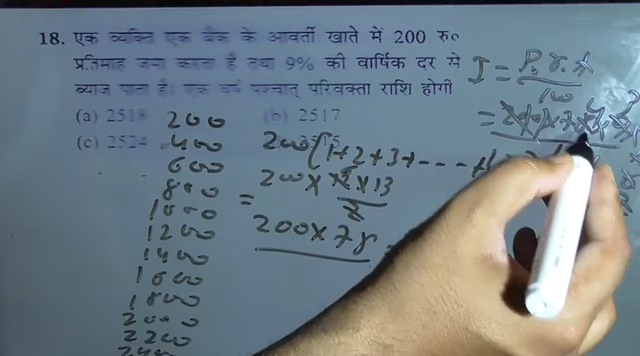 18. एक व्यक्ति एक बैंक के आवर्ती खाते में 200 रु०
प्रतिमाह जमा करता है तथा 9% की वार्षिक दर से
ब्याज पाता है। एक वर्ष पश्चात् परिपक्वता राशि होगी
(a) 2518 (b) 2517
(c) 2524
I = P. r. t
100
200
400
600
800
1000
1200
1400
1600
1800
2000
2200
2400
200 (1+2+3+----+
= 200 × 12 × 13
2
200 × 78